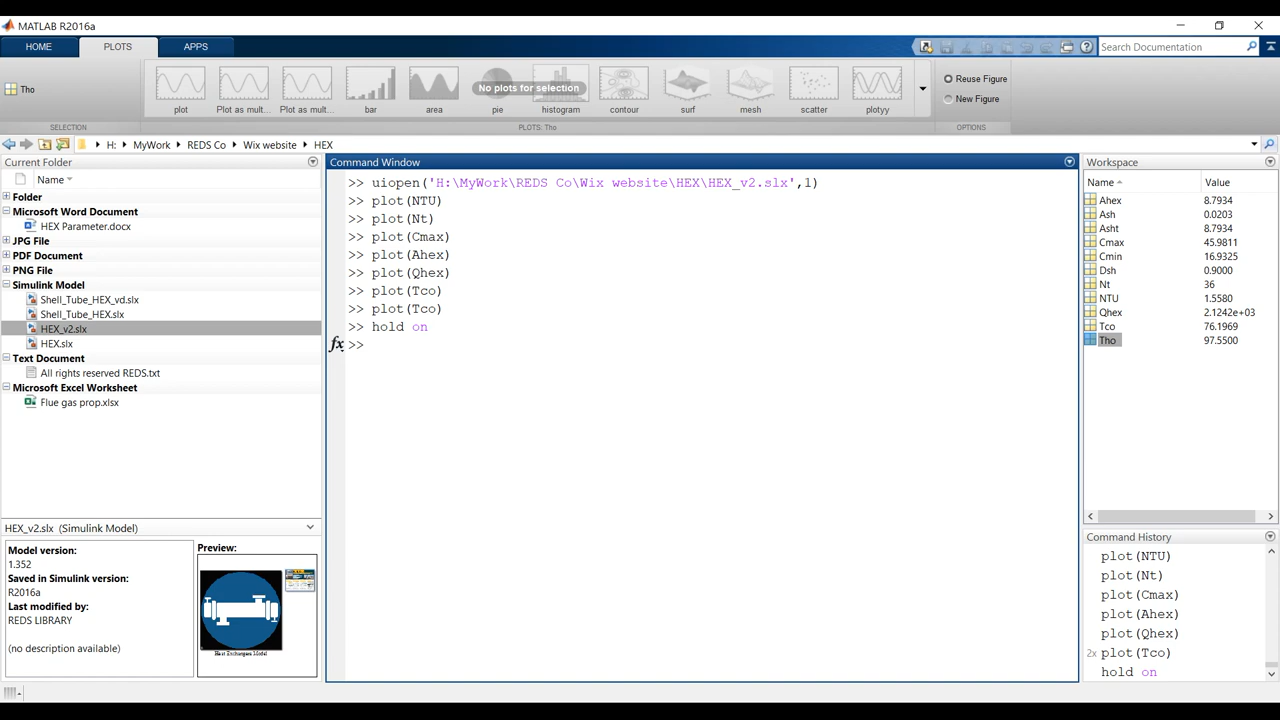 MATLAB R2016a
HOME
PLOTS
APPS
Search Documentation
Tho
plot
Plot as mult...
Plot as mult...
bar
area
pie
No plots for selection
histogram
contour
surf
mesh
scatter
plotyy
Reuse Figure
New Figure
SELECTION
PLOTS: Tho
OPTIONS
H: ▸ MyWork ▸ REDS Co ▸ Wix website ▸ HEX
Current Folder
Name
Folder
Microsoft Word Document
HEX Parameter.docx
JPG File
PDF Document
PNG File
Simulink Model
Shell_Tube_HEX_vd.slx
Shell_Tube_HEX.slx
HEX_v2.slx
HEX.slx
Text Document
All rights reserved REDS.txt
Microsoft Excel Worksheet
Flue gas prop.xlsx
HEX_v2.slx (Simulink Model)
Model version:
1.352
Saved in Simulink version:
R2016a
Last modified by:
REDS LIBRARY
(no description available)
Preview:
Heat Exchangers Model
Command Window
>> uiopen('H:\MyWork\REDS Co\Wix website\HEX\HEX_v2.slx',1)
>> plot(NTU)
>> plot(Nt)
>> plot(Cmax)
>> plot(Ahex)
>> plot(Qhex)
>> plot(Tco)
>> plot(Tco)
>> hold on
fx >>
Workspace
Name Value
Ahex 8.7934
Ash 0.0203
Asht 8.7934
Cmax 45.9811
Cmin 16.9325
Dsh 0.9000
Nt 36
NTU 1.5580
Qhex 2.1242e+03
Tco 76.1969
Tho 97.5500
Command History
plot(NTU)
plot(Nt)
plot(Cmax)
plot(Ahex)
plot(Qhex)
2x plot(Tco)
hold on